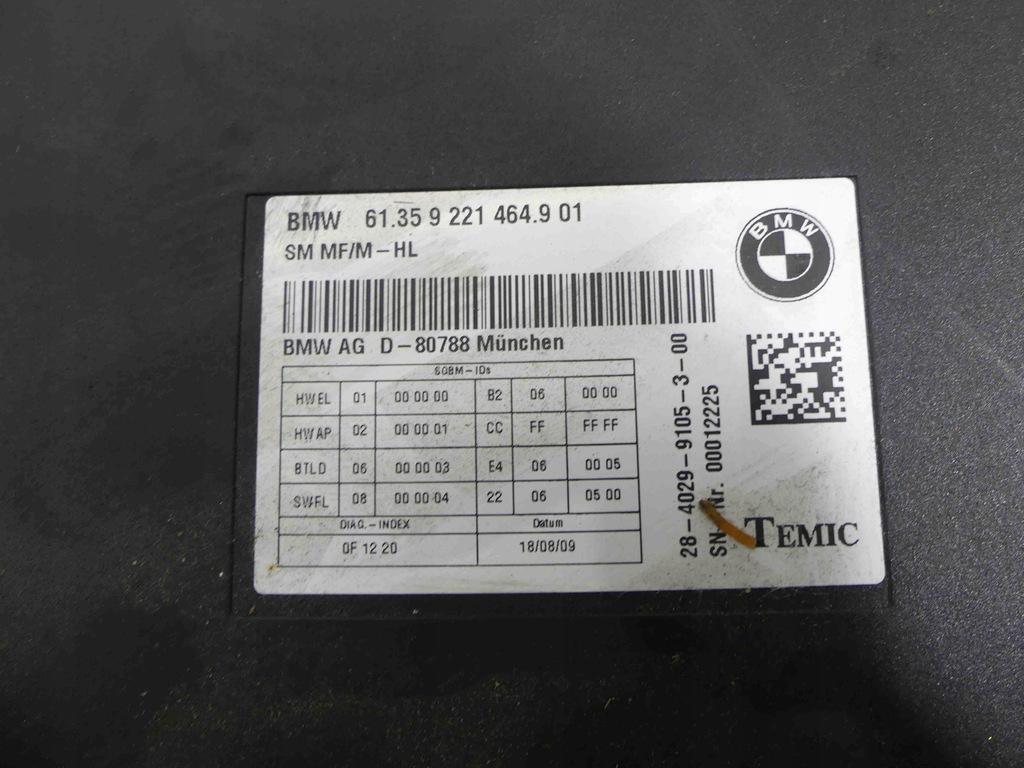 BMW 61.35 9 221 464.9 01
SM MF/M-HL
BMW
BMW AG D-80788 München
SGBM-IDs
HWEL 01 00 00 00 B2 06 00 00
HWAP 02 00 00 01 CC FF FF FF
BTLD 06 00 00 03 E4 06 00 05
SWFL 08 00 00 04 22 06 05 00
DIAG.-INDEX Datum
0F 12 20 18/08/09
28-4029-9105-3-00
00012225
TEMIC